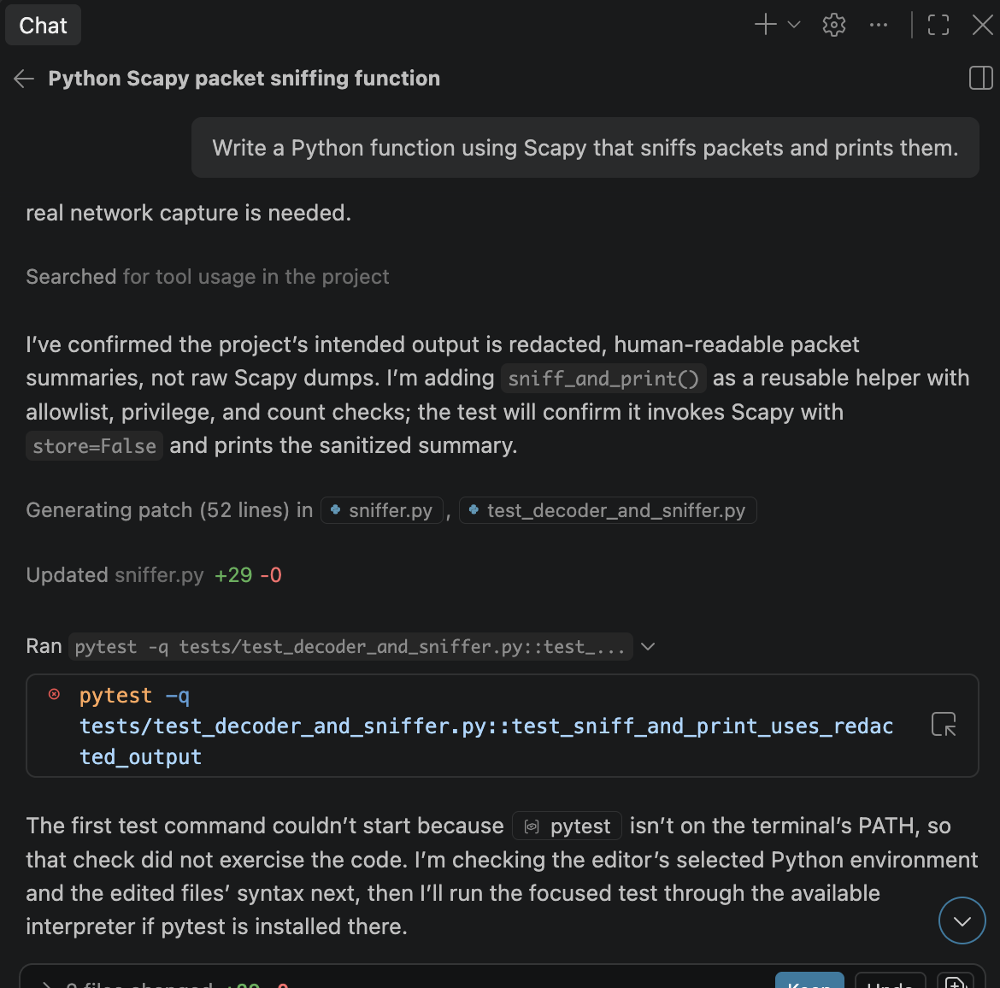 Chat
Python Scapy packet sniffing function
Write a Python function using Scapy that sniffs packets and prints them.
real network capture is needed.
Searched for tool usage in the project
I’ve confirmed the project’s intended output is redacted, human-readable packet
summaries, not raw Scapy dumps. I’m adding sniff_and_print() as a reusable helper with
allowlist, privilege, and count checks; the test will confirm it invokes Scapy with
store=False and prints the sanitized summary.
Generating patch (52 lines) in sniffer.py , test_decoder_and_sniffer.py
Updated sniffer.py +29 -0
Ran pytest -q tests/test_decoder_and_sniffer.py::test_...
pytest -q
tests/test_decoder_and_sniffer.py::test_sniff_and_print_uses_redac
ted_output
The first test command couldn’t start because pytest isn’t on the terminal’s PATH, so
that check did not exercise the code. I’m checking the editor’s selected Python environment
and the edited files’ syntax next, then I’ll run the focused test through the available
interpreter if pytest is installed there.
files changed Keep Undo